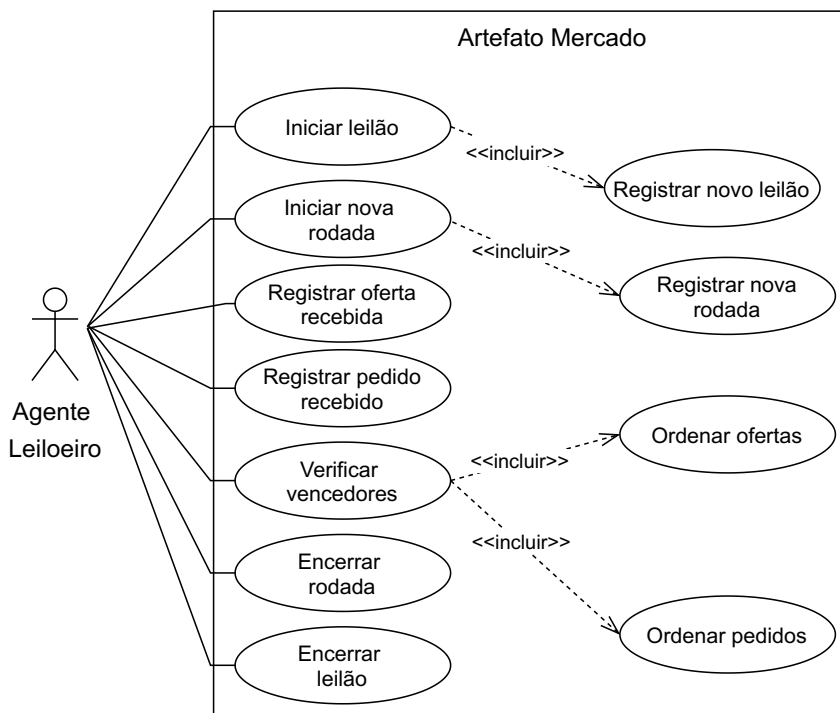 Artefato Mercado
Iniciar leilão
<<incluir>>
Registrar novo leilão
Iniciar nova
rodada
<<incluir>>
Registrar nova
rodada
Registrar oferta
recebida
Registrar pedido
recebido
Agente
Leiloeiro
Verificar
vencedores
<<incluir>>
Ordenar ofertas
<<incluir>>
Ordenar pedidos
Encerrar
rodada
Encerrar
leilão